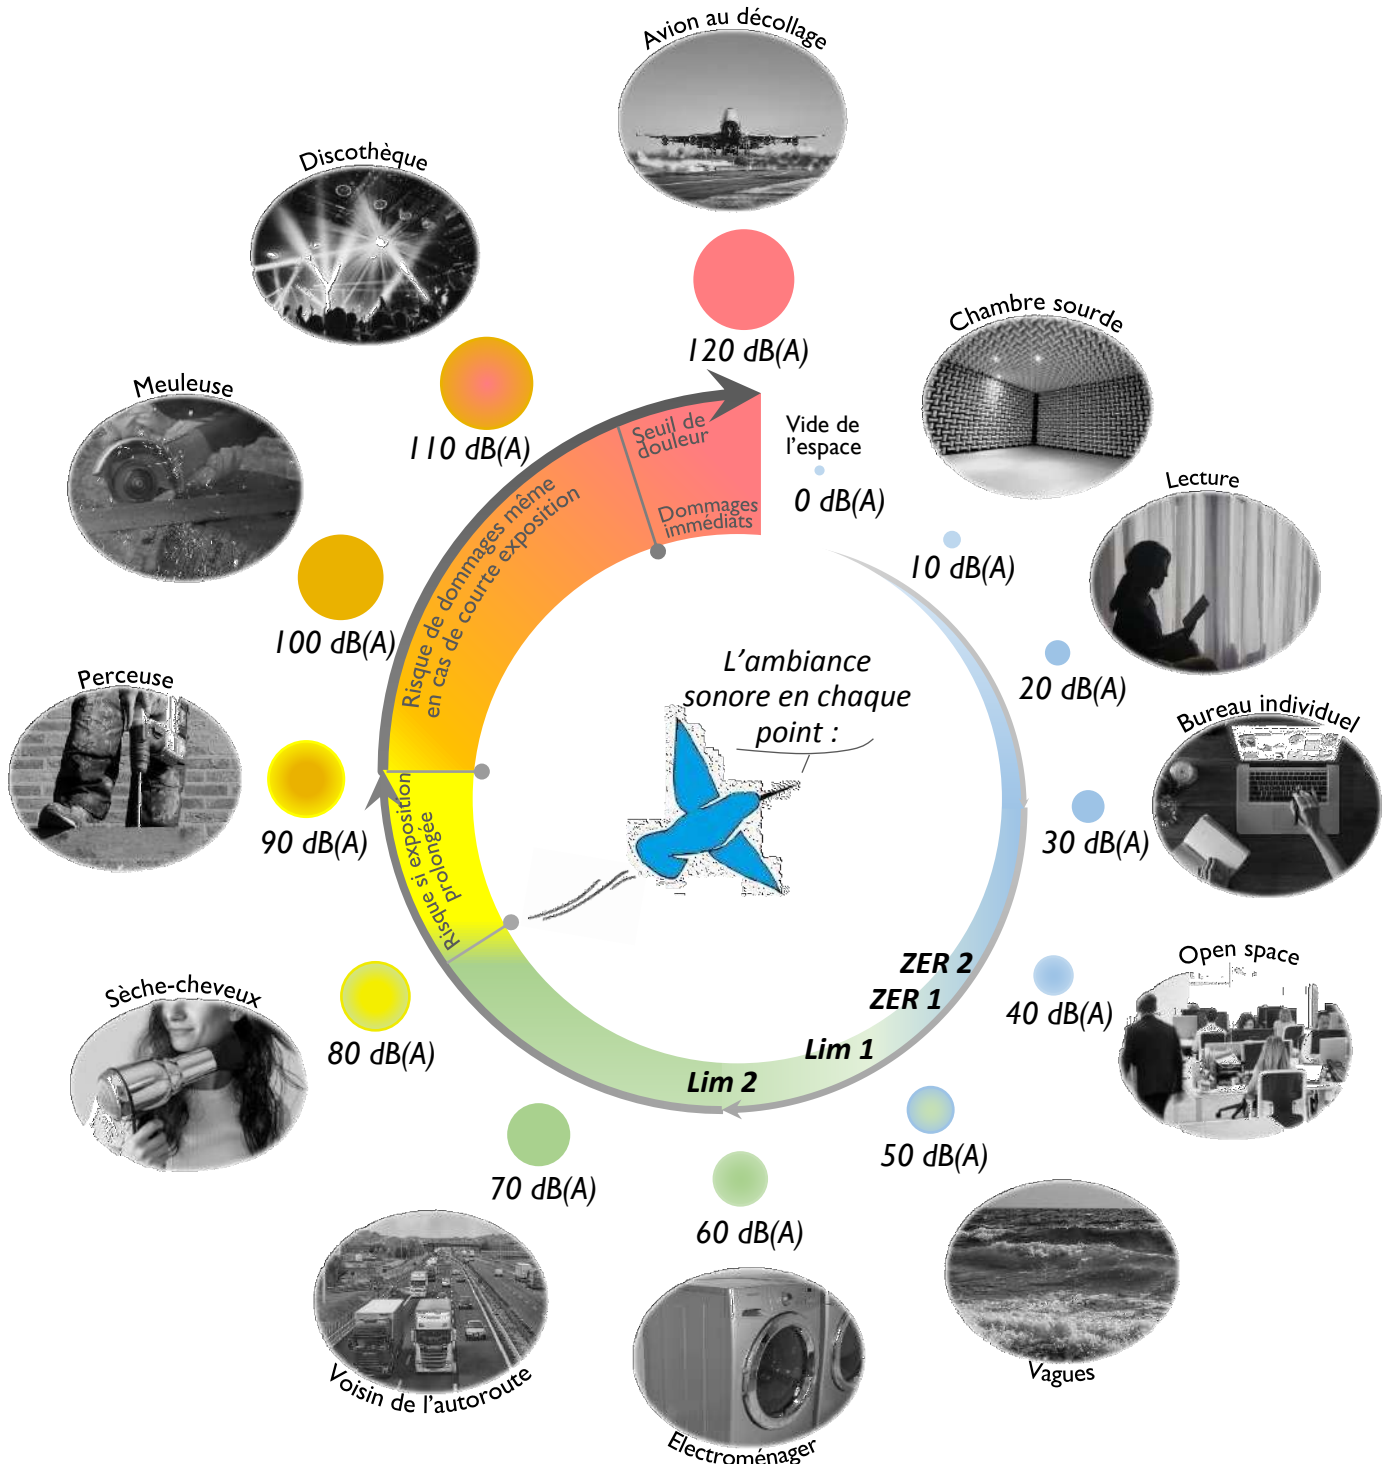 Avion au décollage
120 dB(A)
Vide de
l'espace
0 dB(A)
Chambre sourde
10 dB(A)
Lecture
20 dB(A)
Bureau individuel
30 dB(A)
Open space
40 dB(A)
Vagues
50 dB(A)
Electroménager
60 dB(A)
Voisin de l'autoroute
70 dB(A)
Sèche-cheveux
80 dB(A)
Perceuse
90 dB(A)
Meuleuse
100 dB(A)
Discothèque
110 dB(A)
Seuil de
douleur
Dommages
immédiats
Risque de dommages même
en cas de courte exposition
Risque si exposition
prolongée
L'ambiance
sonore en chaque
point :
ZER 2
ZER 1
Lim 1
Lim 2